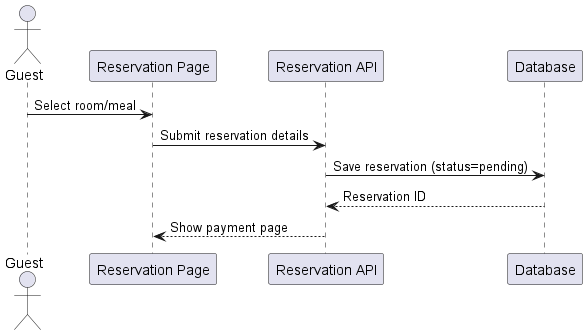 Guest
Reservation Page
Reservation API
Database
Select room/meal
Submit reservation details
Save reservation (status=pending)
Reservation ID
Show payment page
Guest
Reservation Page
Reservation API
Database